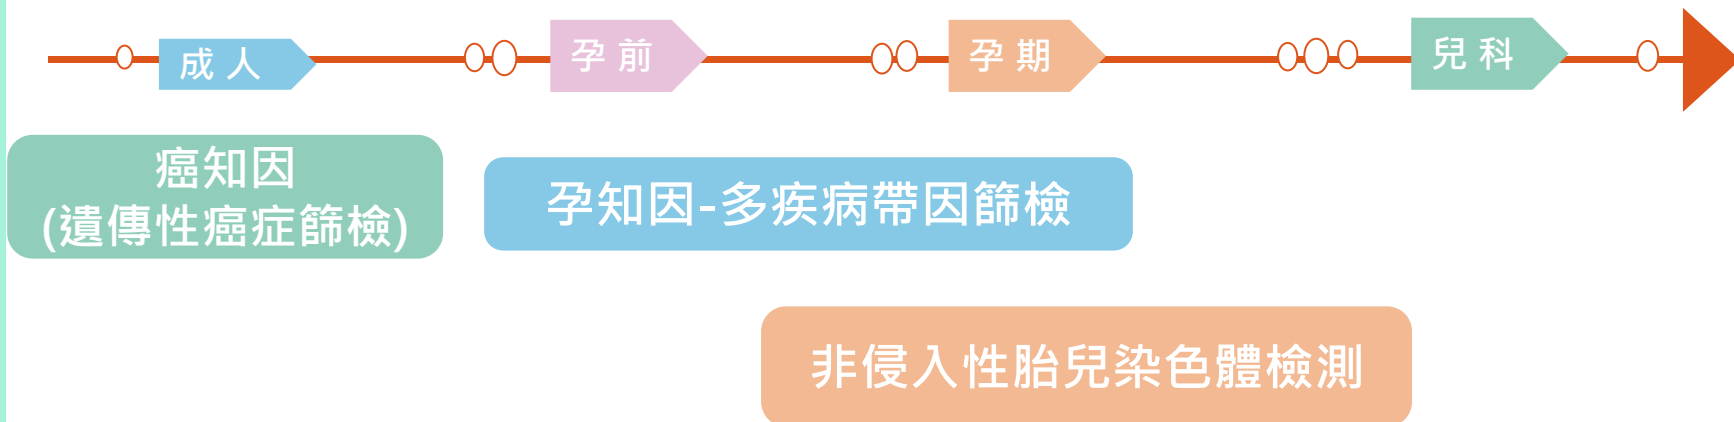 成人
孕前
孕期
兒科
癌知因
(遺傳性癌症篩檢)
孕知因-多疾病帶因篩檢
非侵入性胎兒染色體檢測